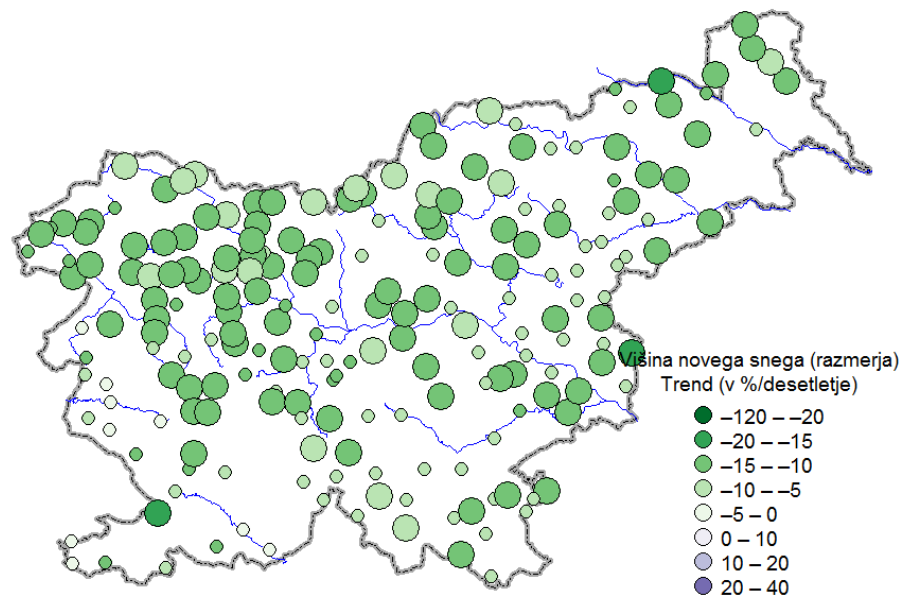 Višina novega snega (razmerja)
Trend (v %/desetletje)
–120 – –20
–20 – –15
–15 – –10
–10 – –5
–5 – 0
0 – 10
10 – 20
20 – 40